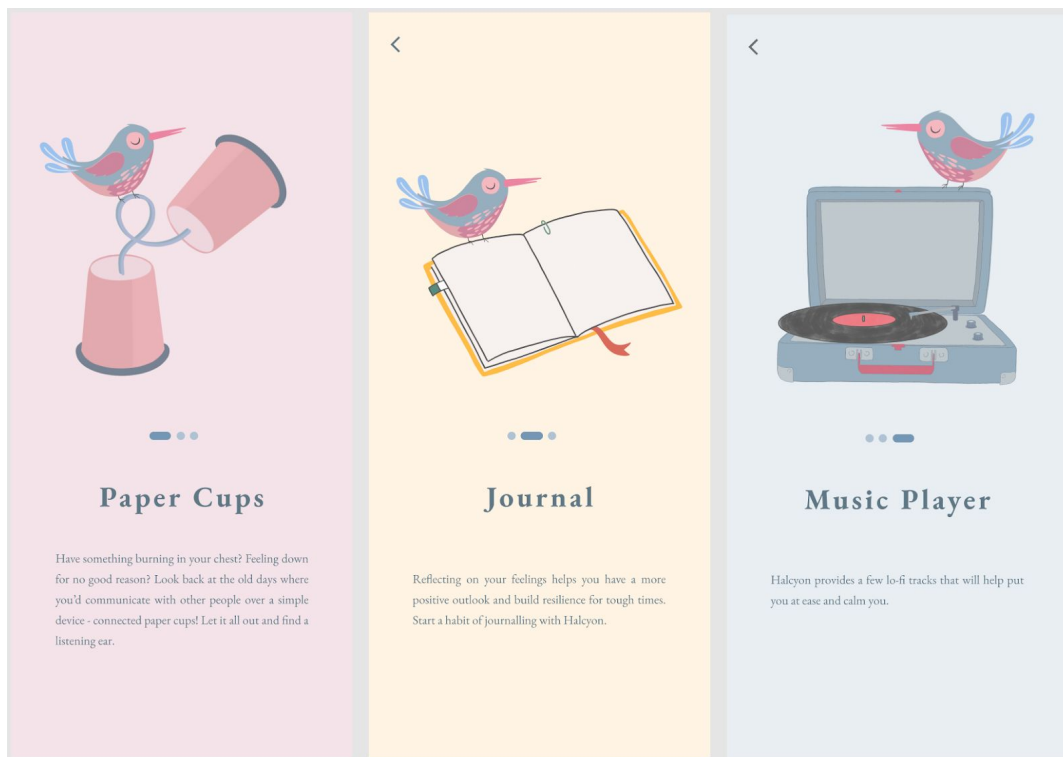 Paper Cups
Have something burning in your chest? Feeling down
for no good reason? Look back at the old days where
you'd communicate with other people over a simple
device - connected paper cups! Let it all out and find a
listening ear.
Journal
Reflecting on your feelings helps you have a more
positive outlook and build resilience for tough times.
Start a habit of journalling with Halcyon.
Music Player
Halcyon provides a few lo-fi tracks that will help put
you at ease and calm you.